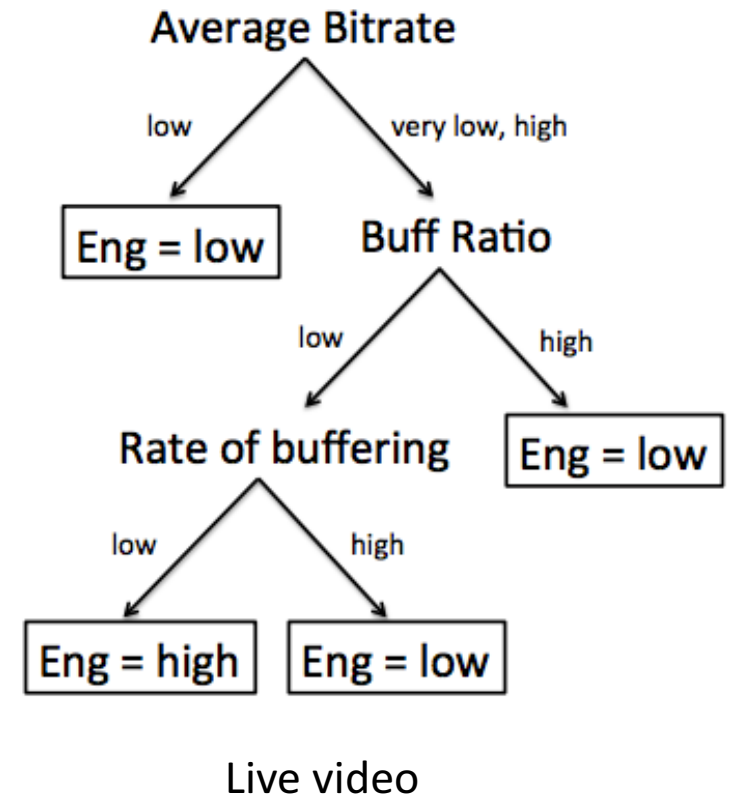 Average Bitrate
low
very low, high
Eng = low
Buff Ratio
low
high
Rate of buffering
Eng = low
low
high
Eng = high
Eng = low
Live video